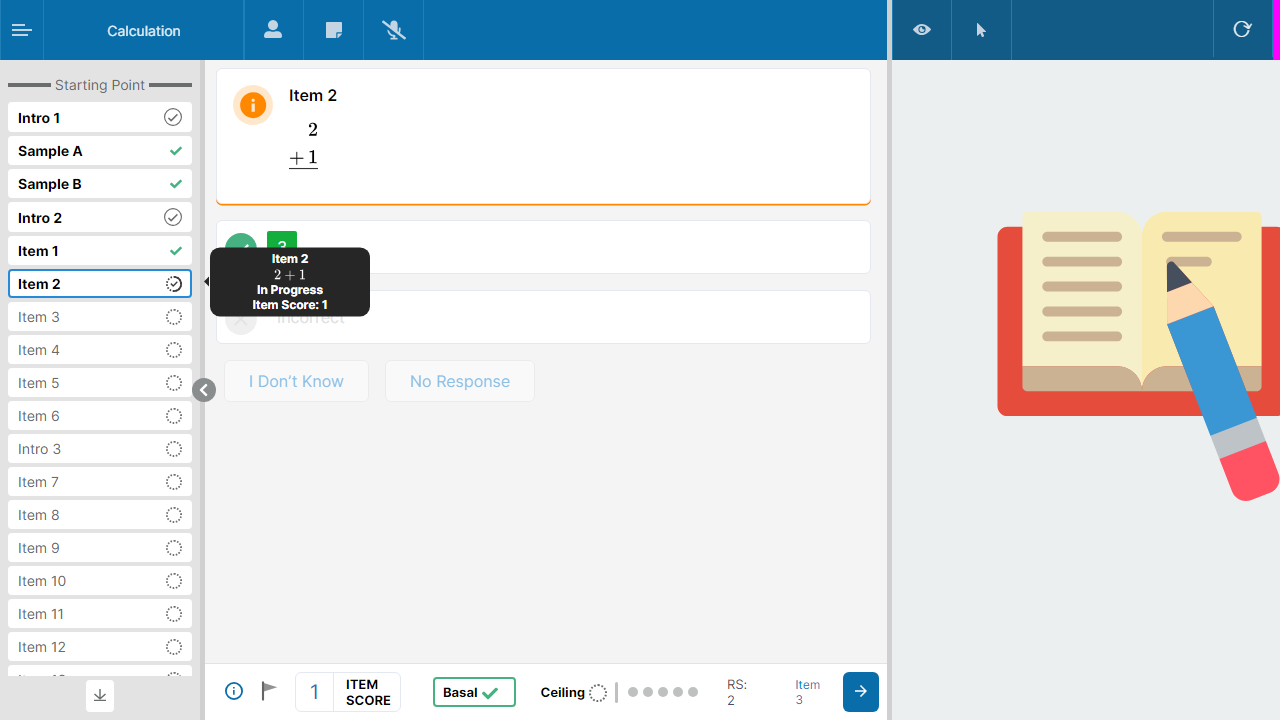 Calculation
Starting Point
Intro 1
Sample A
Sample B
Intro 2
Item 1
Item 2
Item 3
Item 4
Item 5
Item 6
Intro 3
Item 7
Item 8
Item 9
Item 10
Item 11
Item 12
Item 2
2
+ 1
3
Item 2
2 + 1
In Progress
Item Score: 1
Incorrect
I Don't Know
No Response
1
ITEM
SCORE
Basal
Ceiling
RS:
2
Item
3